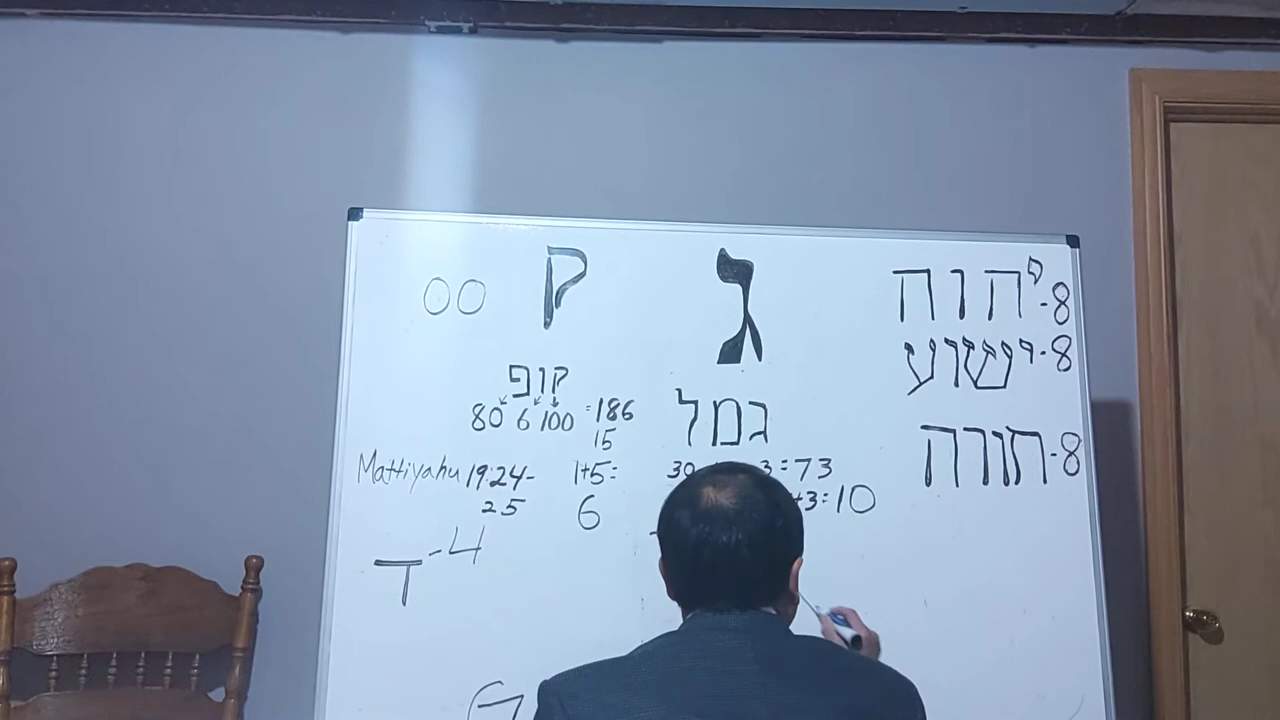 00 ק ג
יהוה-8
ישוע-8
קוף
80 6 100 =186
15
גמל
תורה-8
30 3=73
Mattiyahu 19:24-
25
1+5=
6
+3=10
ד-4